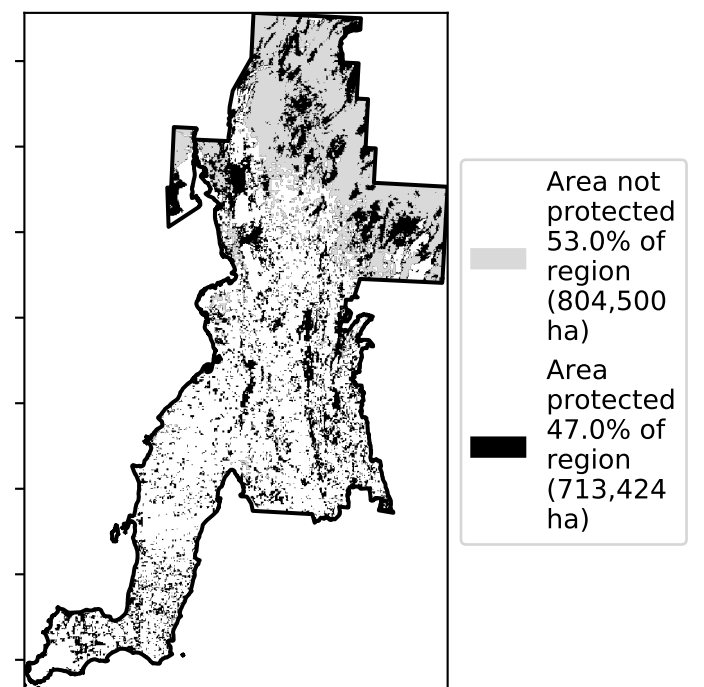 Area not
protected
53.0% of
region
(804,500
ha)
Area
protected
47.0% of
region
(713,424
ha)